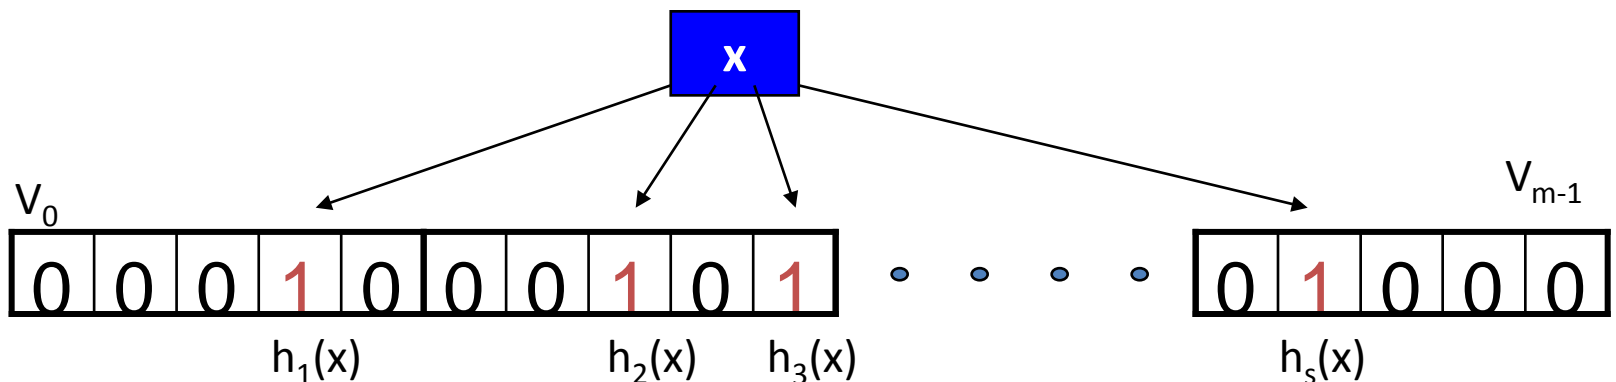 x
V₀ V_{m-1}
0 0 0 1 0 0 0 1 0 1 0 1 0 0 0
h₁(x) h₂(x) h₃(x) hₛ(x)